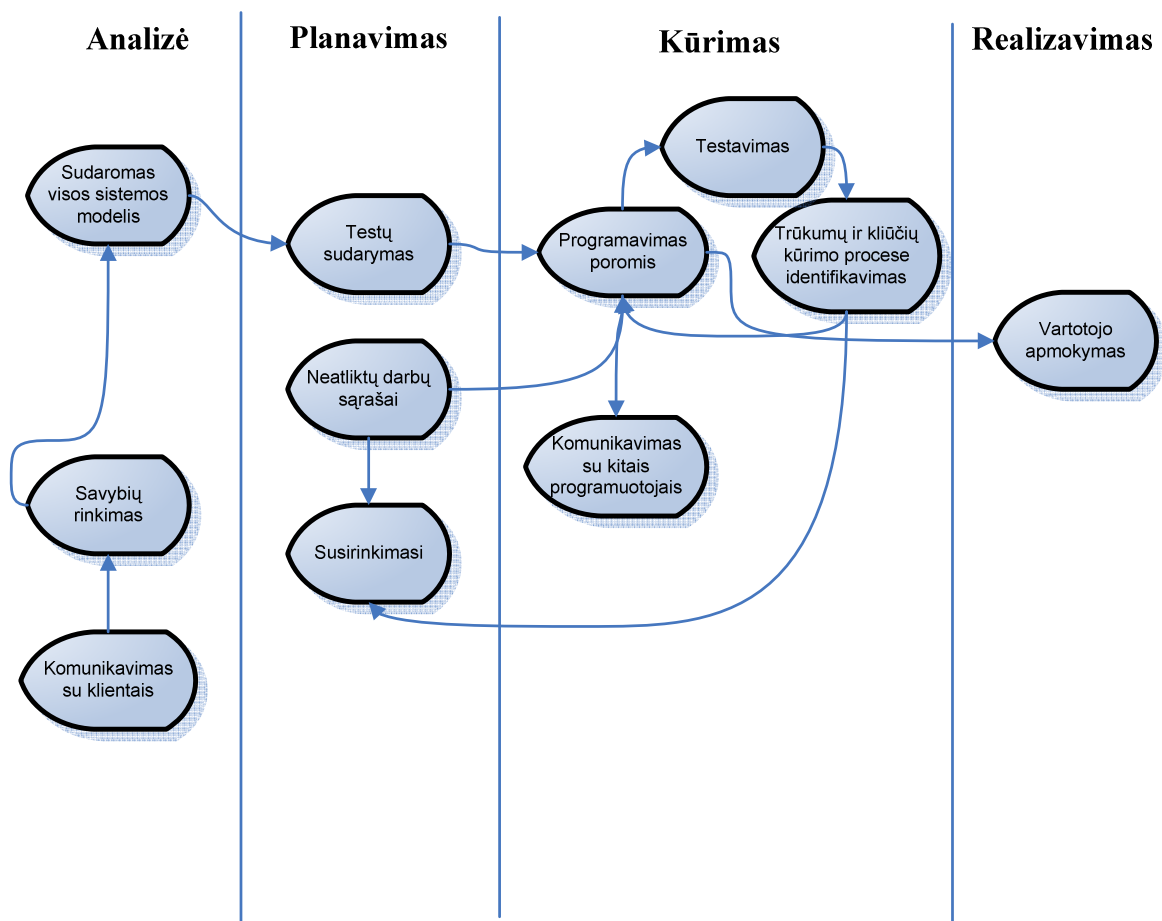 Analizė
Planavimas
Kūrimas
Realizavimas
Sudaromas
visos sistemos
modelis
Savybių
rinkimas
Komunikavimas
su klientais
Testų
sudarymas
Neatliktų darbų
sąrašai
Susirinkimasi
Testavimas
Programavimas
poromis
Trūkumų ir kliūčių
kūrimo procese
identifikavimas
Komunikavimas
su kitais
programuotojais
Vartotojo
apmokymas